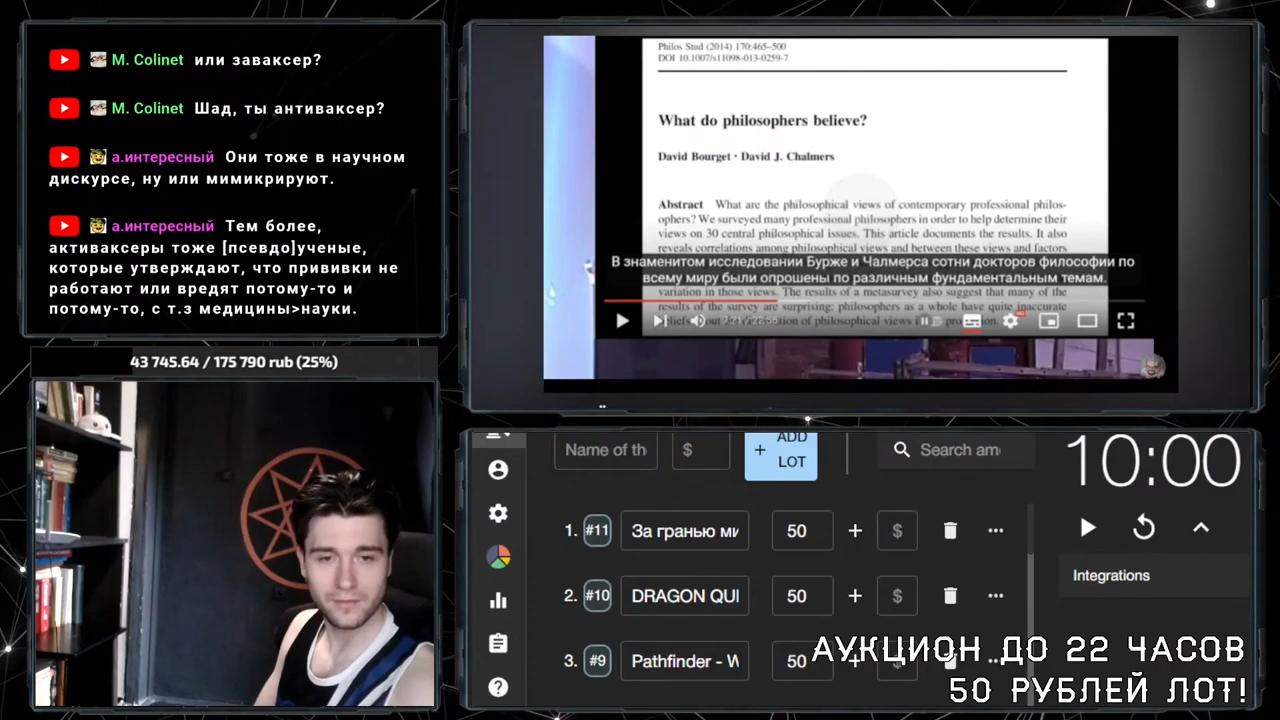 M. Colinet или заваксер?
M. Colinet Шад, ты антиваксер?
а.интересный Они тоже в научном
дискурсе, ну или мимикрируют.
а.интересный Тем более,
активаксеры тоже [псевдо]ученые,
которые утверждают, что прививки не
работают или вредят потому-то и
потому-то, с т.з медицины>науки.
43 745.64 / 175 790 rub (25%)
Philos Stud (2014) 170:465–500
DOI 10.1007/s11098-013-0259-7
What do philosophers believe?
David Bourget · David J. Chalmers
Abstract What are the philosophical views of contemporary professional philos-
ophers? We surveyed many professional philosophers in order to help determine their
views on 30 central philosophical issues. This article documents the results. It also
reveals correlations among philosophical views and between these views and factors
В знаменитом исследовании Бурже и Чалмерса сотни докторов философии по
всему миру были опрошены по различным фундаментальным темам.
variation in those views. The results of a metasurvey also suggest that many of the
results of the survey are surprising: philosophers as a whole have quite inaccurate
Name of th
$
+ ADD
LOT
Search am
10:00
1. #11 За гранью ми 50 + $
2. #10 DRAGON QUI 50 + $
3. #9 Pathfinder - W 50
Integrations
АУКЦИОН ДО 22 ЧАСОВ
50 РУБЛЕЙ ЛОТ!